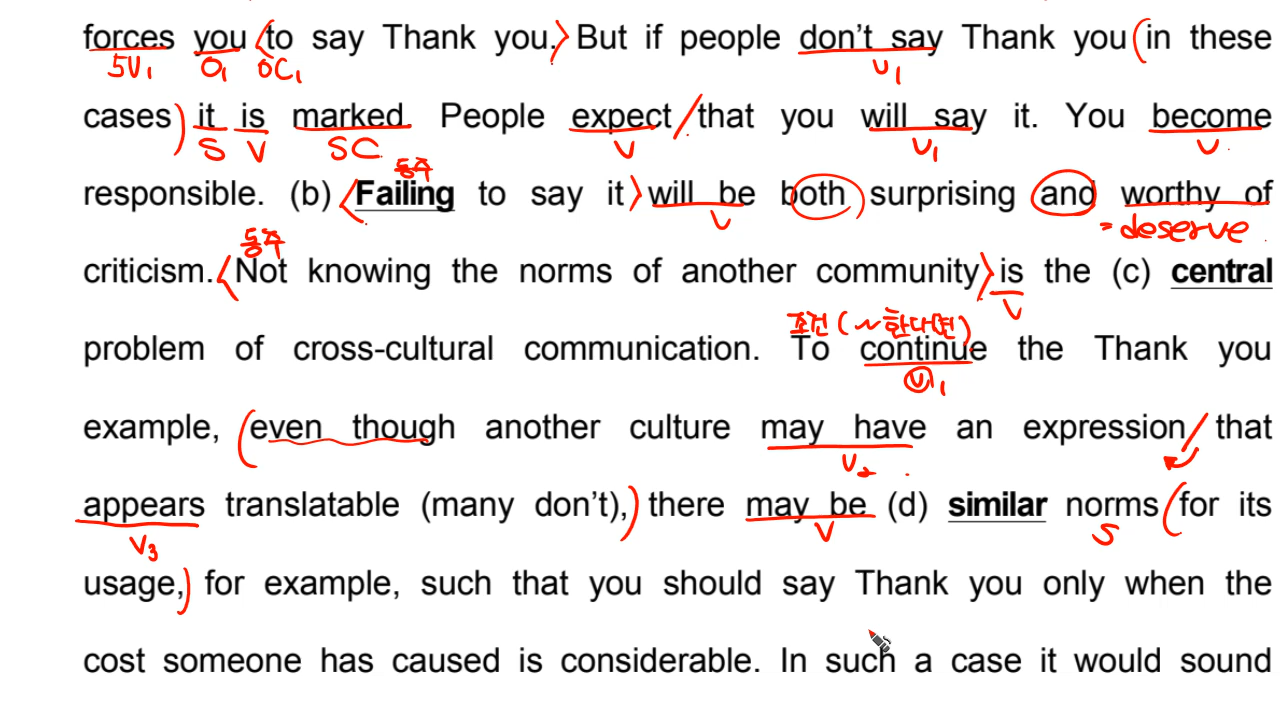 forces you to say Thank you. But if people don't say Thank you in these
5V₁ O₁ OC₁ V₁
cases it is marked. People expect that you will say it. You become
S V SC V V₁ V
동주
responsible. (b) Failing to say it will be both surprising and worthy of
V = deserve
동주
criticism. Not knowing the norms of another community is the (c) central
V
조건 (~한다면)
problem of cross-cultural communication. To continue the Thank you
V₁
example, even though another culture may have an expression that
V₂
appears translatable (many don't), there may be (d) similar norms for its
V₃ V S
usage, for example, such that you should say Thank you only when the
cost someone has caused is considerable. In such a case it would sound